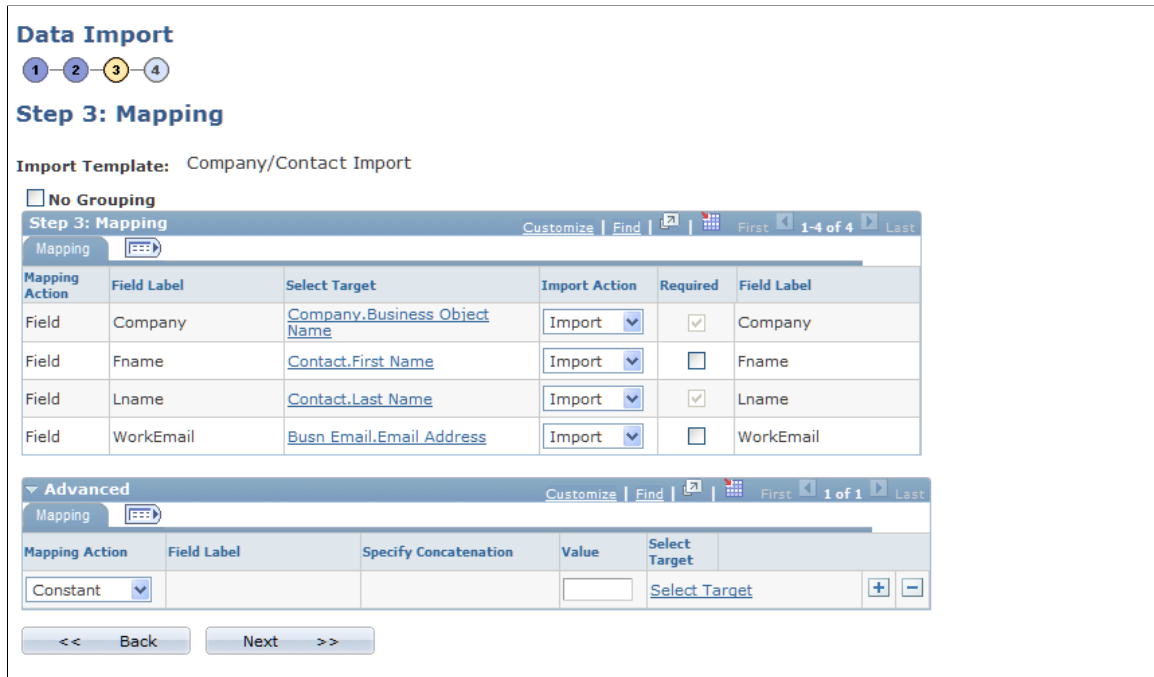 Data Import
1 2 3 4
Step 3: Mapping
Import Template: Company/Contact Import
No Grouping
Step 3: Mapping Customize | Find | | First 1-4 of 4 Last
Mapping
Mapping Action Field Label Select Target Import Action Required Field Label
Field Company Company.Business Object Name Import Company
Field Fname Contact.First Name Import Fname
Field Lname Contact.Last Name Import Lname
Field WorkEmail Busn Email.Email Address Import WorkEmail
Advanced Customize | Find | | First 1 of 1 Last
Mapping
Mapping Action Field Label Specify Concatenation Value Select Target
Constant Select Target + -
<< Back Next >>